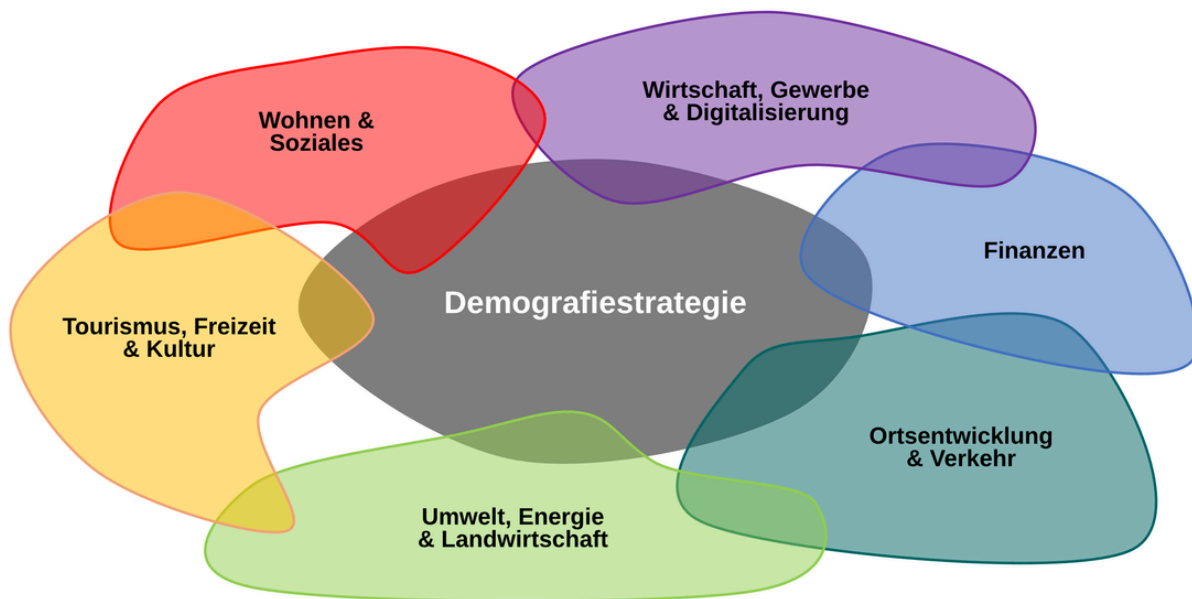 Wirtschaft, Gewerbe
& Digitalisierung
Wohnen &
Soziales
Finanzen
Demografiestrategie
Tourismus, Freizeit
& Kultur
Ortsentwicklung
& Verkehr
Umwelt, Energie
& Landwirtschaft